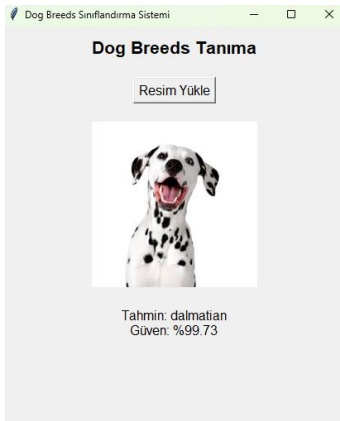 Dog Breeds Sınıflandırma Sistemi
Dog Breeds Tanıma
Resim Yükle
Tahmin: dalmatian
Güven: %99.73